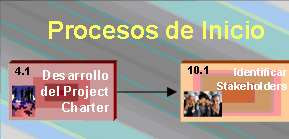 Procesos de Inicio
4.1
Desarrollo
del Project
Charter
10.1
Identificar
Stakeholders